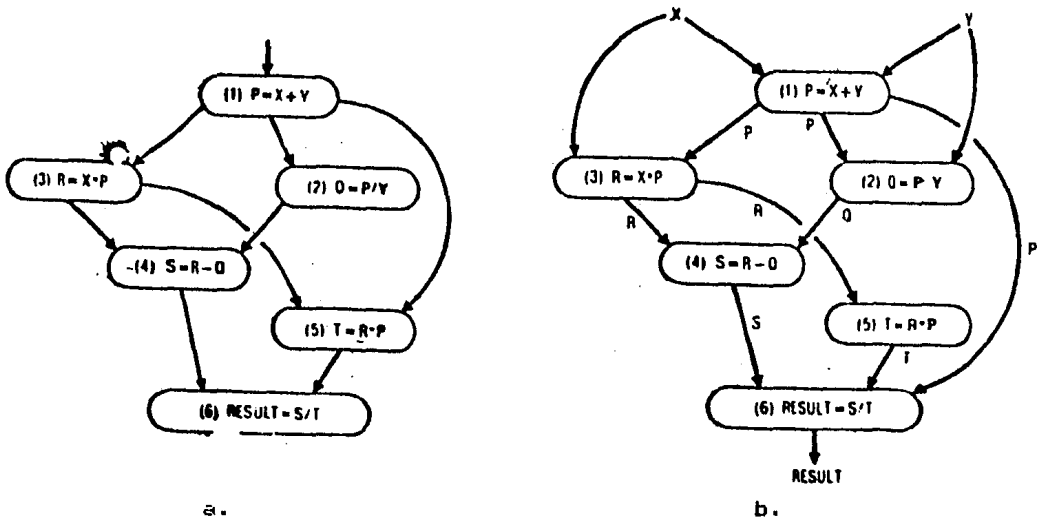 (1) P=X+Y
(3) R=X*P
(2) Q=P/Y
-(4) S=R-Q
(5) T=R*P
(6) RESULT=S/T
a.
X
Y
(1) P=X+Y
P
P
(3) R=X*P
(2) Q=P Y
R
R
Q
P
(4) S=R-Q
S
(5) T=R*P
T
(6) RESULT=S/T
RESULT
b.